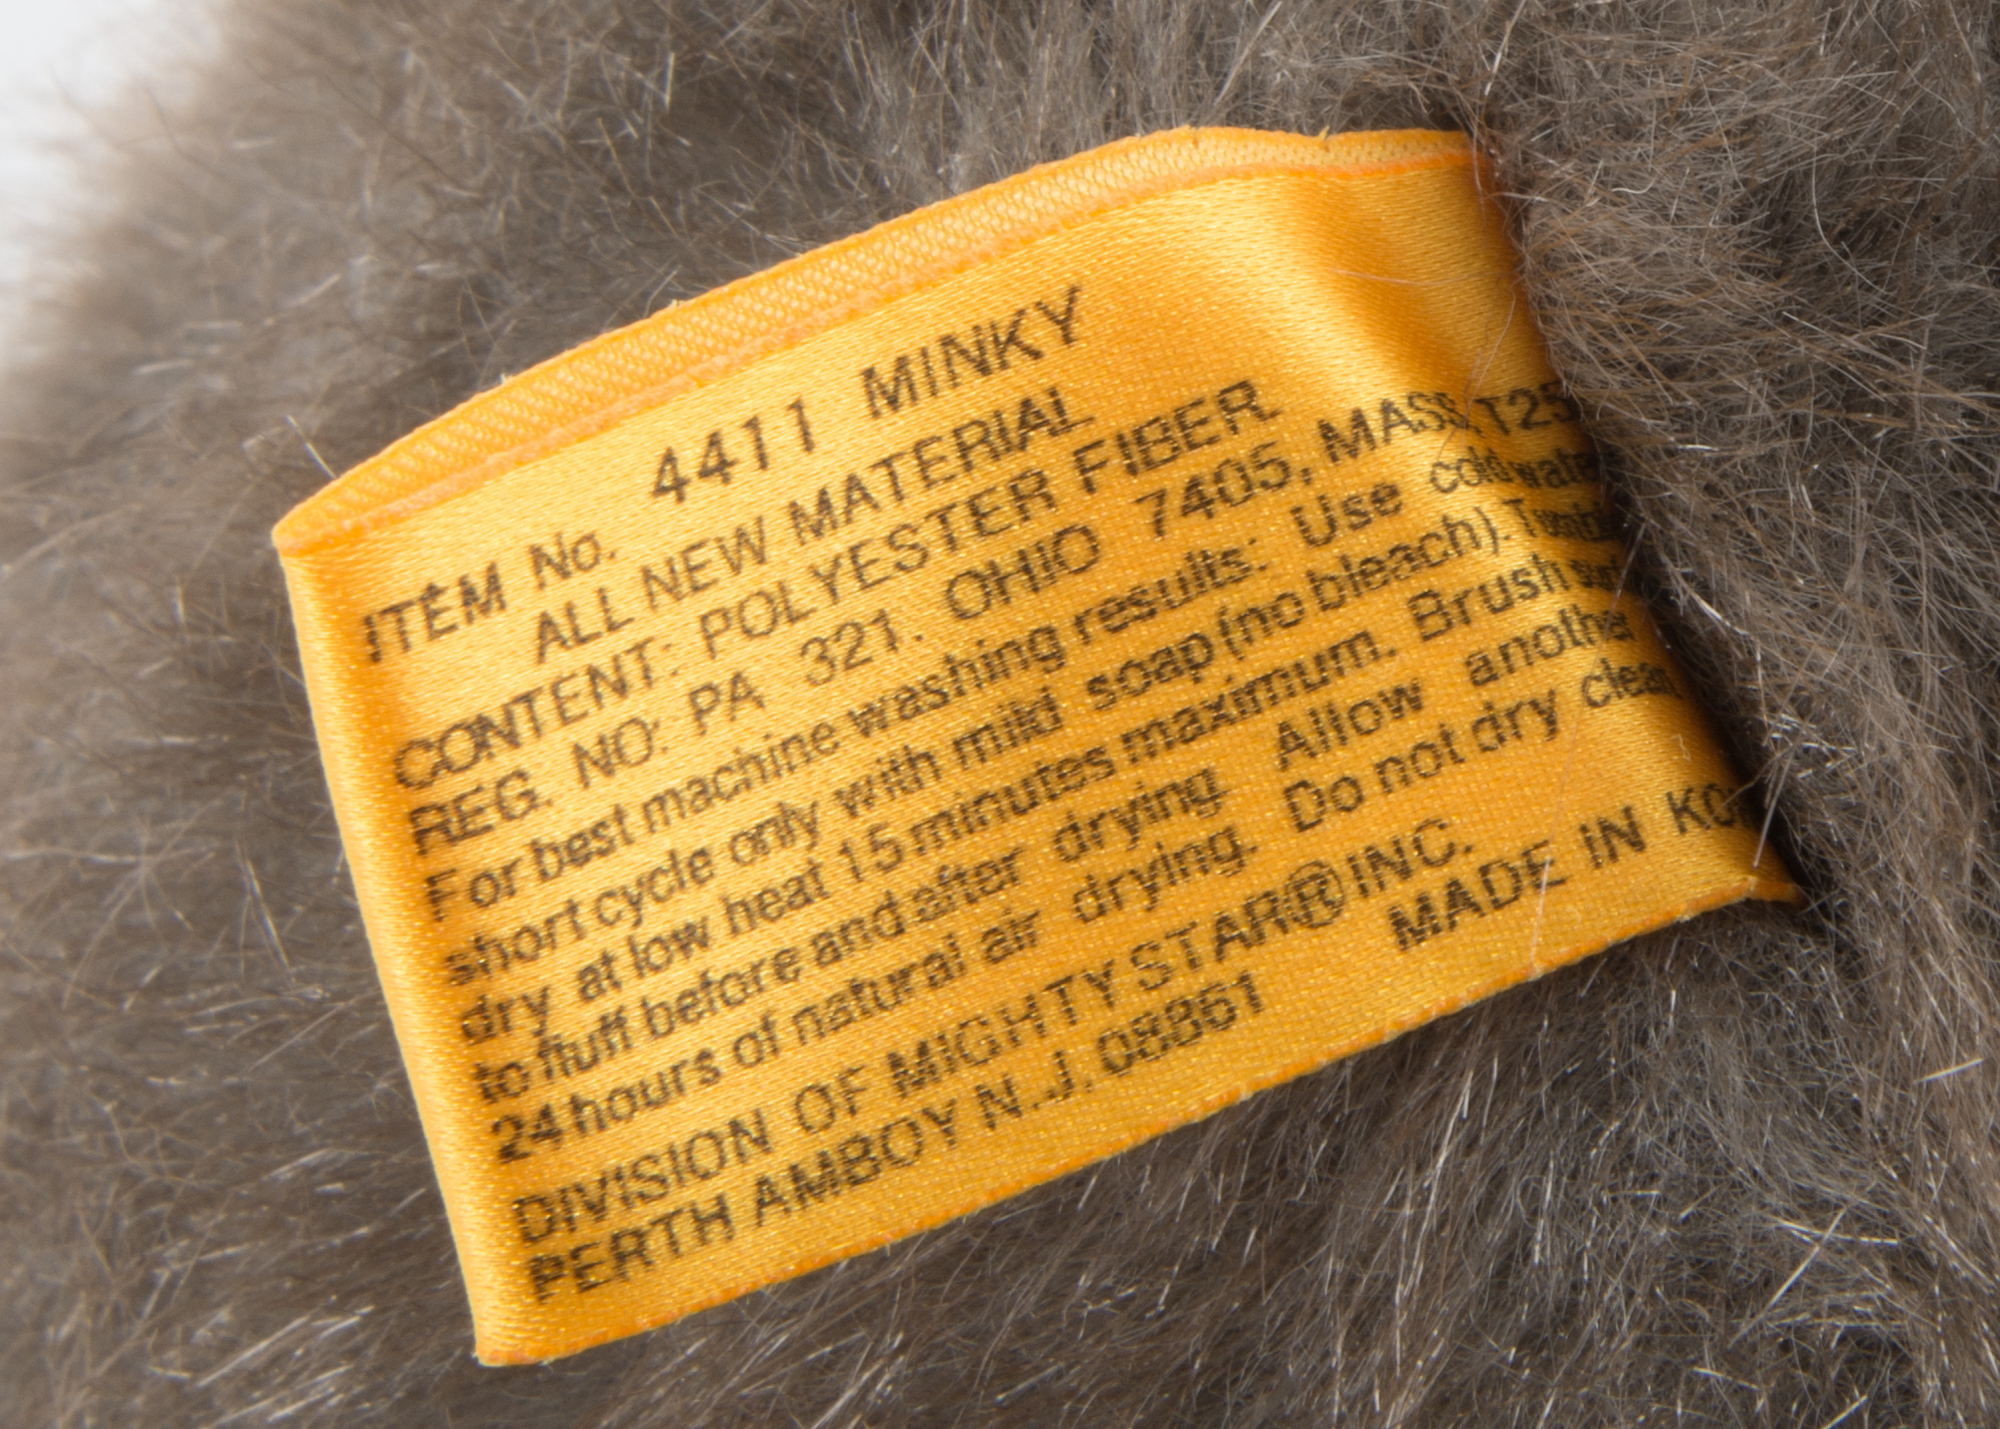 ITEM No. 4411 MINKY
ALL NEW MATERIAL
CONTENT: POLYESTER FIBER.
REG. NO: PA 321. OHIO 7405, MASS. T25
For best machine washing results: Use cold water
short cycle only with mild soap (no bleach).
dry at low heat 15 minutes maximum. Brush
to fluff before and after drying Allow another
24 hours of natural air drying. Do not dry clean
DIVISION OF MIGHTY STAR® INC.
PERTH AMBOY N.J. 08861 MADE IN KO